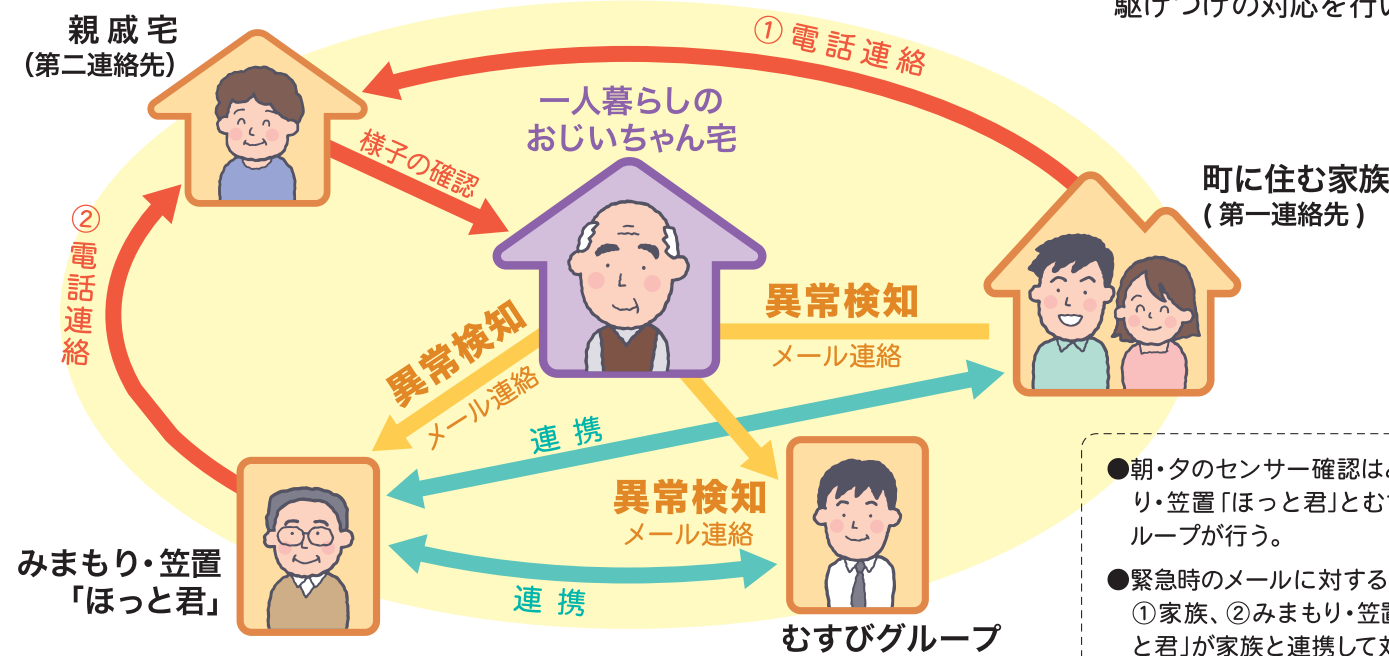 駆けつけの対応を行い
親戚宅
(第二連絡先)
①電話連絡
一人暮らしの
おじいちゃん宅
様子の確認
町に住む家族
(第一連絡先)
②電話連絡
異常検知
メール連絡
異常検知
メール連絡
連携
異常検知
メール連絡
連携
みまもり・笠置
「ほっと君」
むすびグループ
●朝・夕のセンサー確認は
り・笠置「ほっと君」とむ
ループが行う。
●緊急時のメールに対する
①家族、②みまもり・笠置
と君」が家族と連携して対